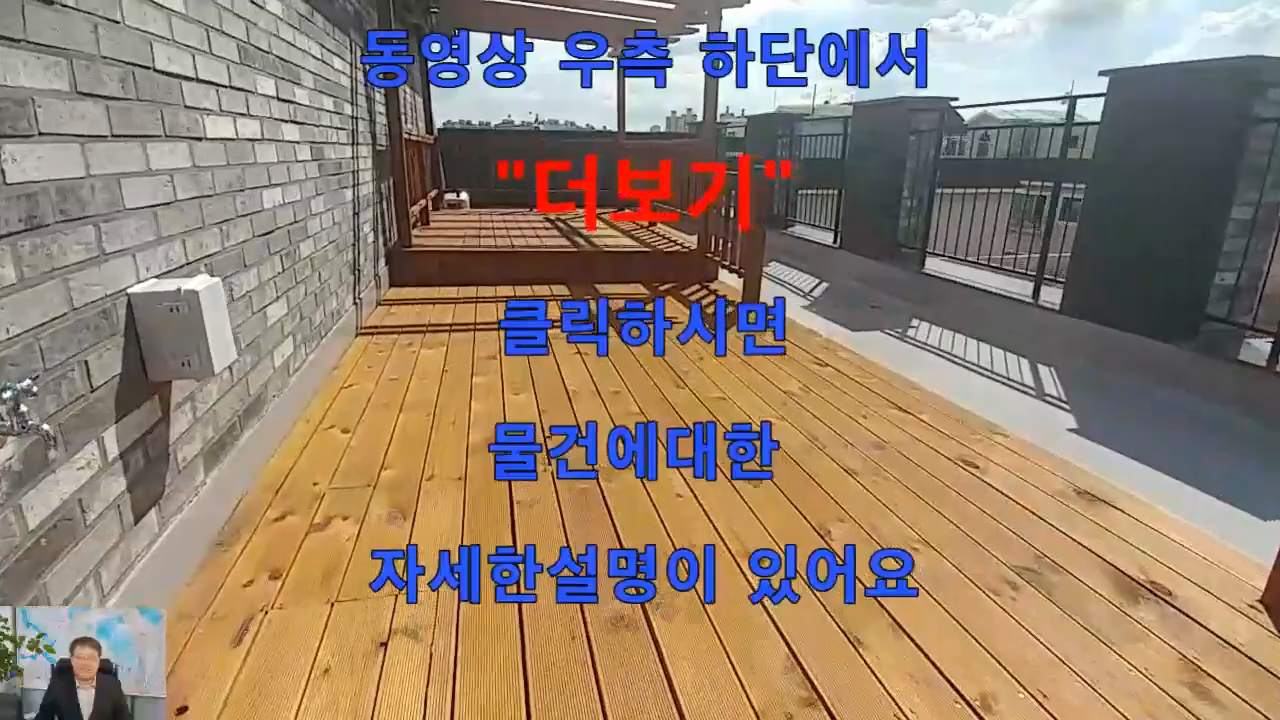 동영상 우측 하단에서
"더보기"
클릭하시면
물건에대한
자세한설명이 있어요